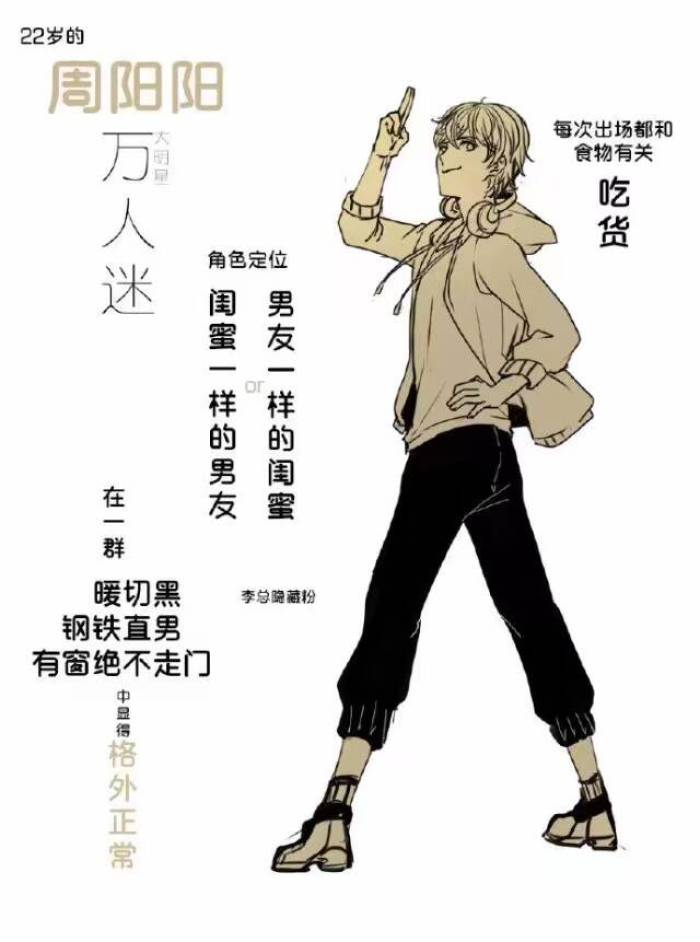 22岁的
周阳阳
大明星
万人迷
每次出场都和
食物有关
吃货
角色定位
男友一样的闺蜜
or
闺蜜一样的男友
在一群
暖切黑
钢铁直男
有窗绝不走门
中显得
格外正常
李总隐藏粉